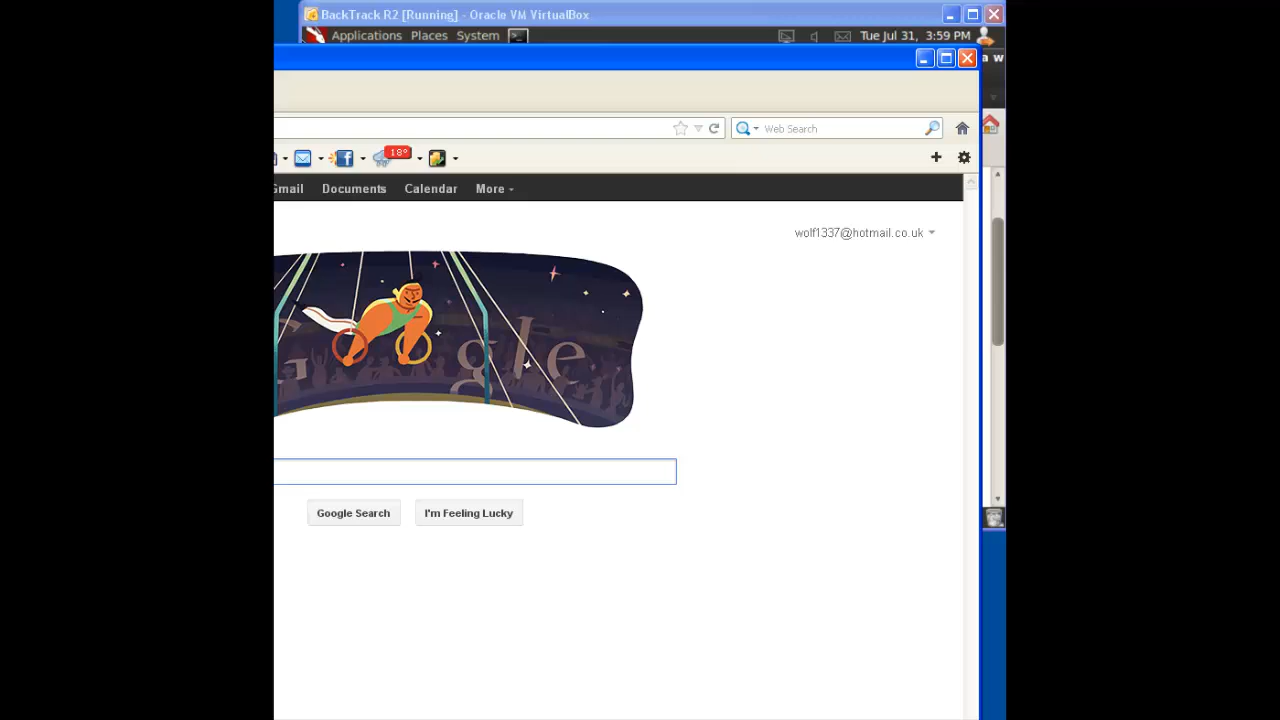 BackTrack R2 [Running] - Oracle VM VirtualBox
Applications Places System Tue Jul 31, 3:59 PM
a w
Web Search
18°
Gmail Documents Calendar More
wolf1337@hotmail.co.uk
Google
Google Search I'm Feeling Lucky